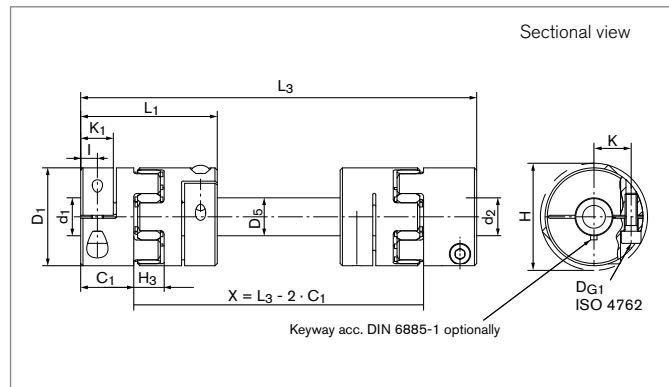 Sectional view
L3
L1
K1
I
D1
d1
D5
d2
K
H
C1
H3
X = L3 - 2 · C1
DG1
ISO 4762
Keyway acc. DIN 6885-1 optionally